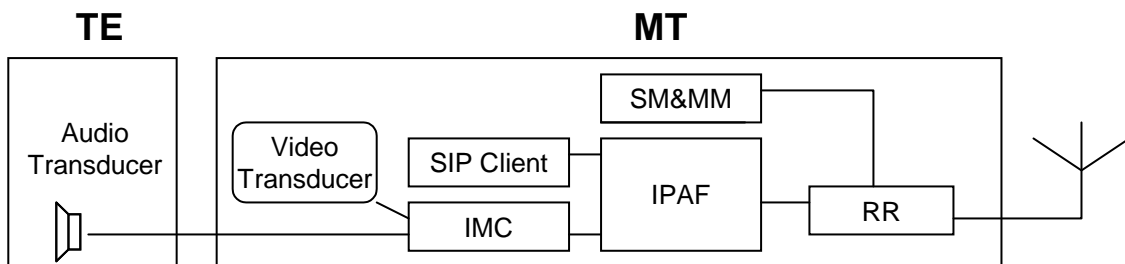 TE
MT
Audio
Transducer
Video
Transducer
SM&MM
SIP Client
IPAF
IMC
RR